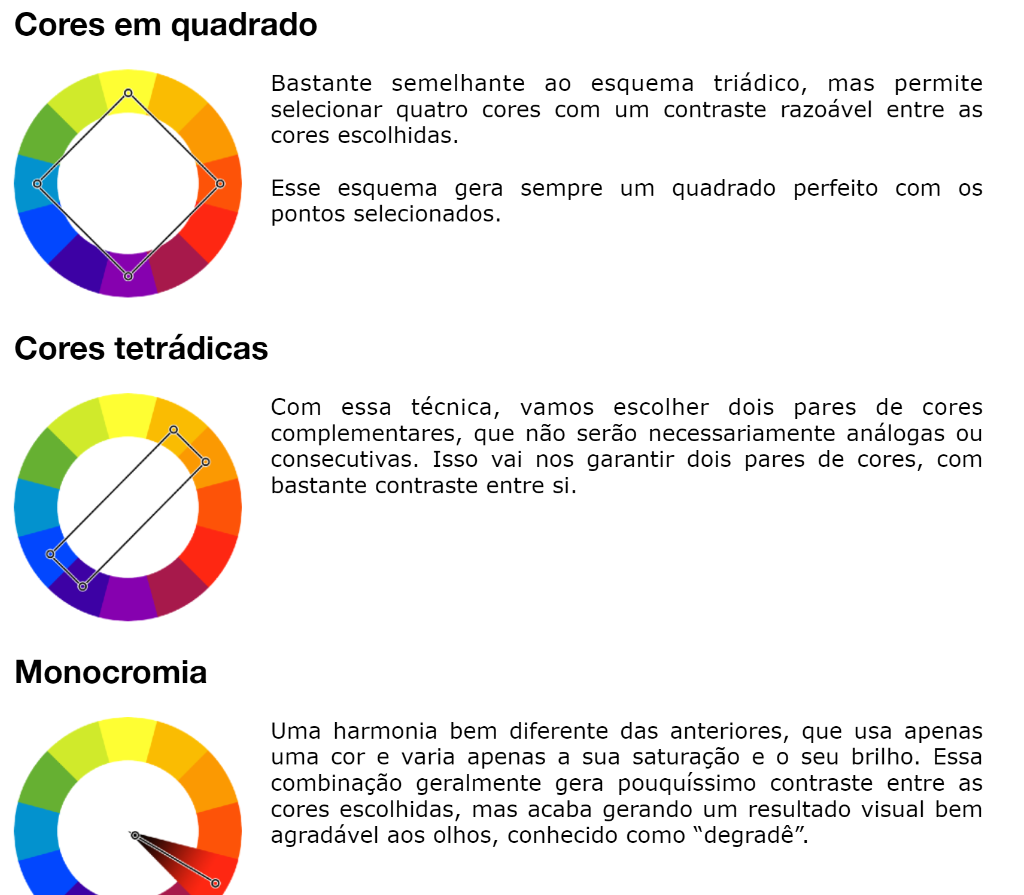 Cores em quadrado
Bastante semelhante ao esquema triádico, mas permite
selecionar quatro cores com um contraste razoável entre as
cores escolhidas.
Esse esquema gera sempre um quadrado perfeito com os
pontos selecionados.
Cores tetrádicas
Com essa técnica, vamos escolher dois pares de cores
complementares, que não serão necessariamente análogas ou
consecutivas. Isso vai nos garantir dois pares de cores, com
bastante contraste entre si.
Monocromia
Uma harmonia bem diferente das anteriores, que usa apenas
uma cor e varia apenas a sua saturação e o seu brilho. Essa
combinação geralmente gera pouquíssimo contraste entre as
cores escolhidas, mas acaba gerando um resultado visual bem
agradável aos olhos, conhecido como “degradê”.